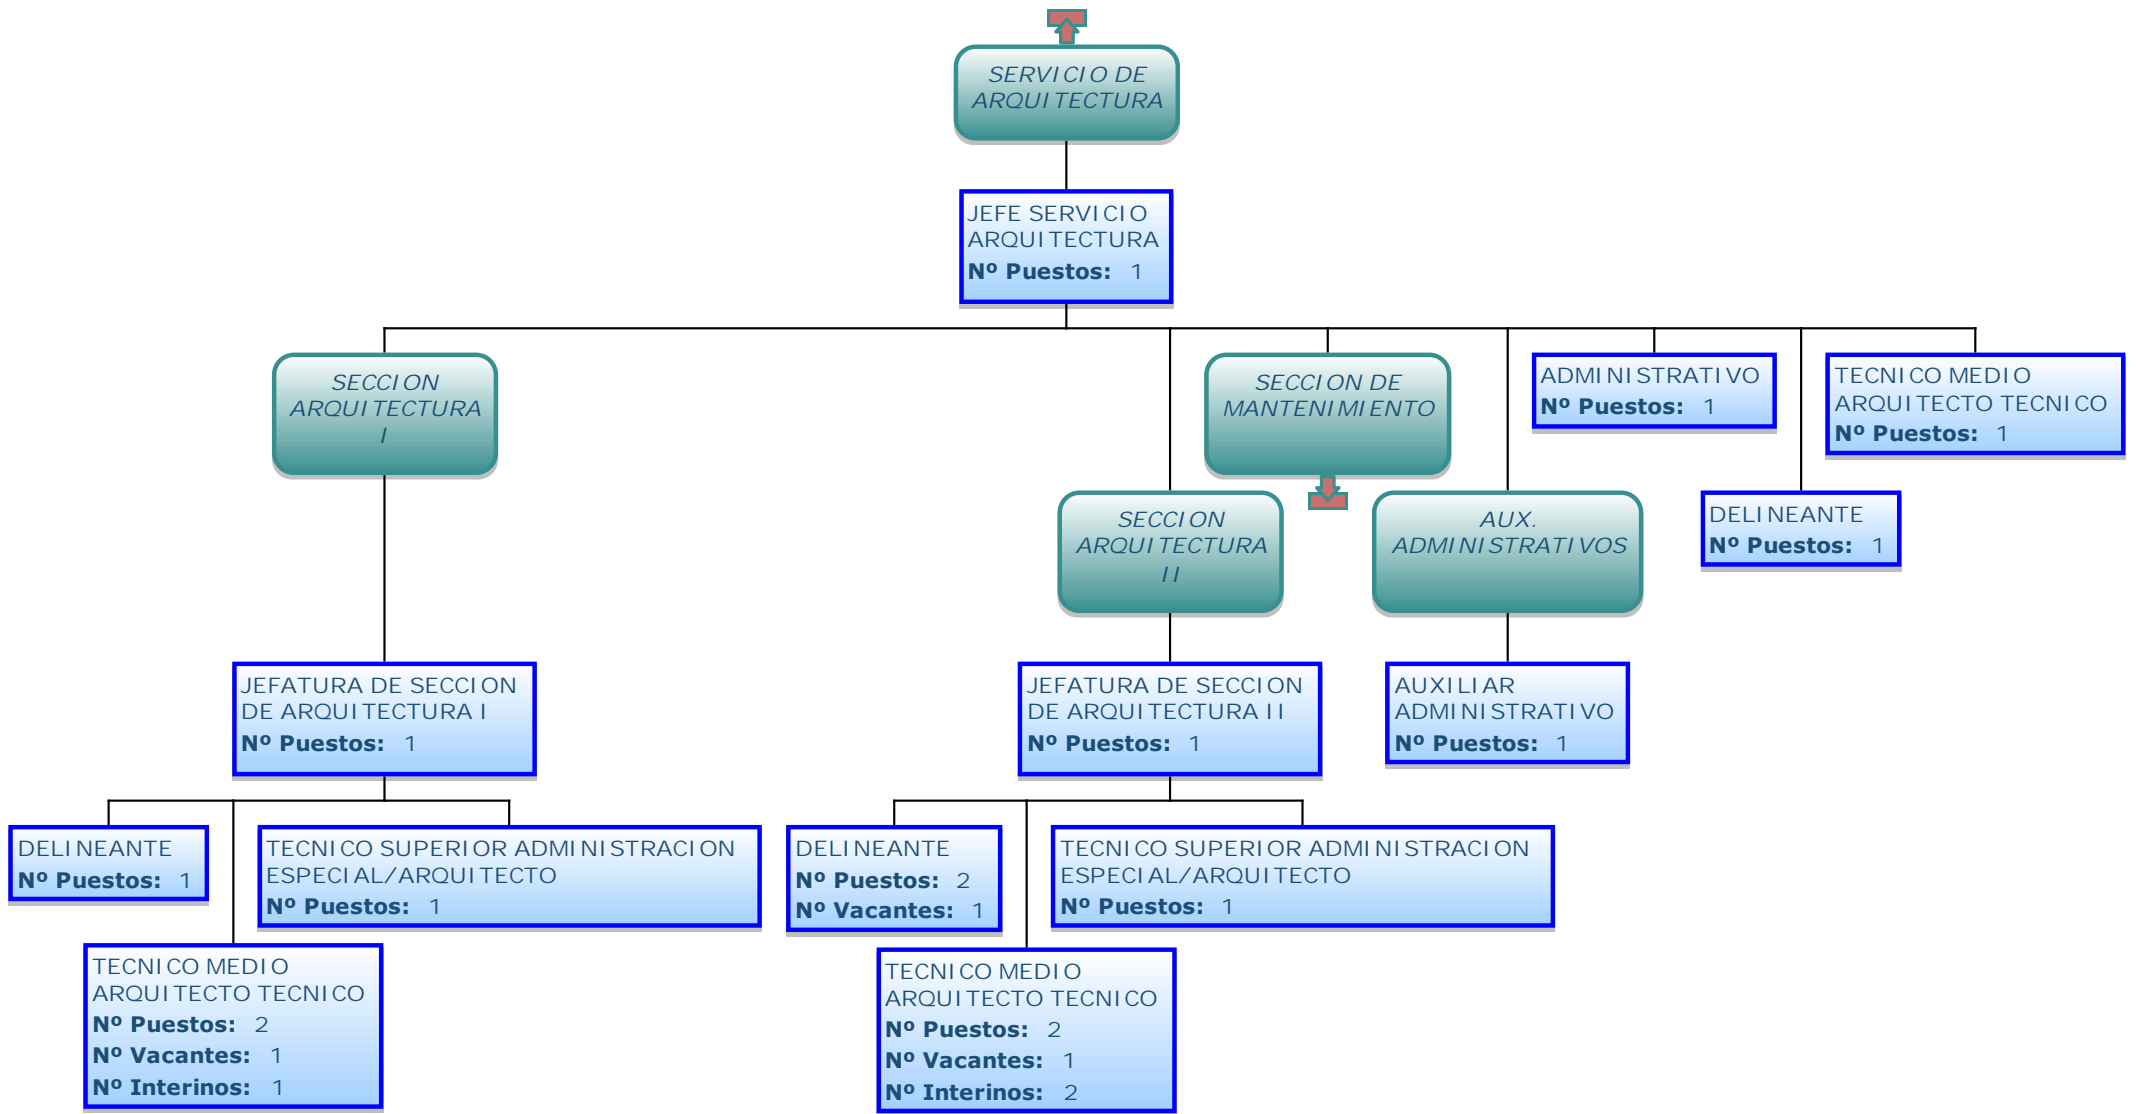 SERVICIO DE
ARQUITECTURA
JEFE SERVICIO
ARQUITECTURA
Nº Puestos: 1
SECCION
ARQUITECTURA
I
SECCION DE
MANTENIMIENTO
ADMINISTRATIVO
Nº Puestos: 1
TECNICO MEDIO
ARQUITECTO TECNICO
Nº Puestos: 1
SECCION
ARQUITECTURA
II
AUX.
ADMINISTRATIVOS
DELINEANTE
Nº Puestos: 1
JEFATURA DE SECCION
DE ARQUITECTURA I
Nº Puestos: 1
JEFATURA DE SECCION
DE ARQUITECTURA II
Nº Puestos: 1
AUXILIAR
ADMINISTRATIVO
Nº Puestos: 1
DELINEANTE
Nº Puestos: 1
TECNICO SUPERIOR ADMINISTRACION
ESPECIAL/ARQUITECTO
Nº Puestos: 1
DELINEANTE
Nº Puestos: 2
Nº Vacantes: 1
TECNICO SUPERIOR ADMINISTRACION
ESPECIAL/ARQUITECTO
Nº Puestos: 1
TECNICO MEDIO
ARQUITECTO TECNICO
Nº Puestos: 2
Nº Vacantes: 1
Nº Interinos: 1
TECNICO MEDIO
ARQUITECTO TECNICO
Nº Puestos: 2
Nº Vacantes: 1
Nº Interinos: 2